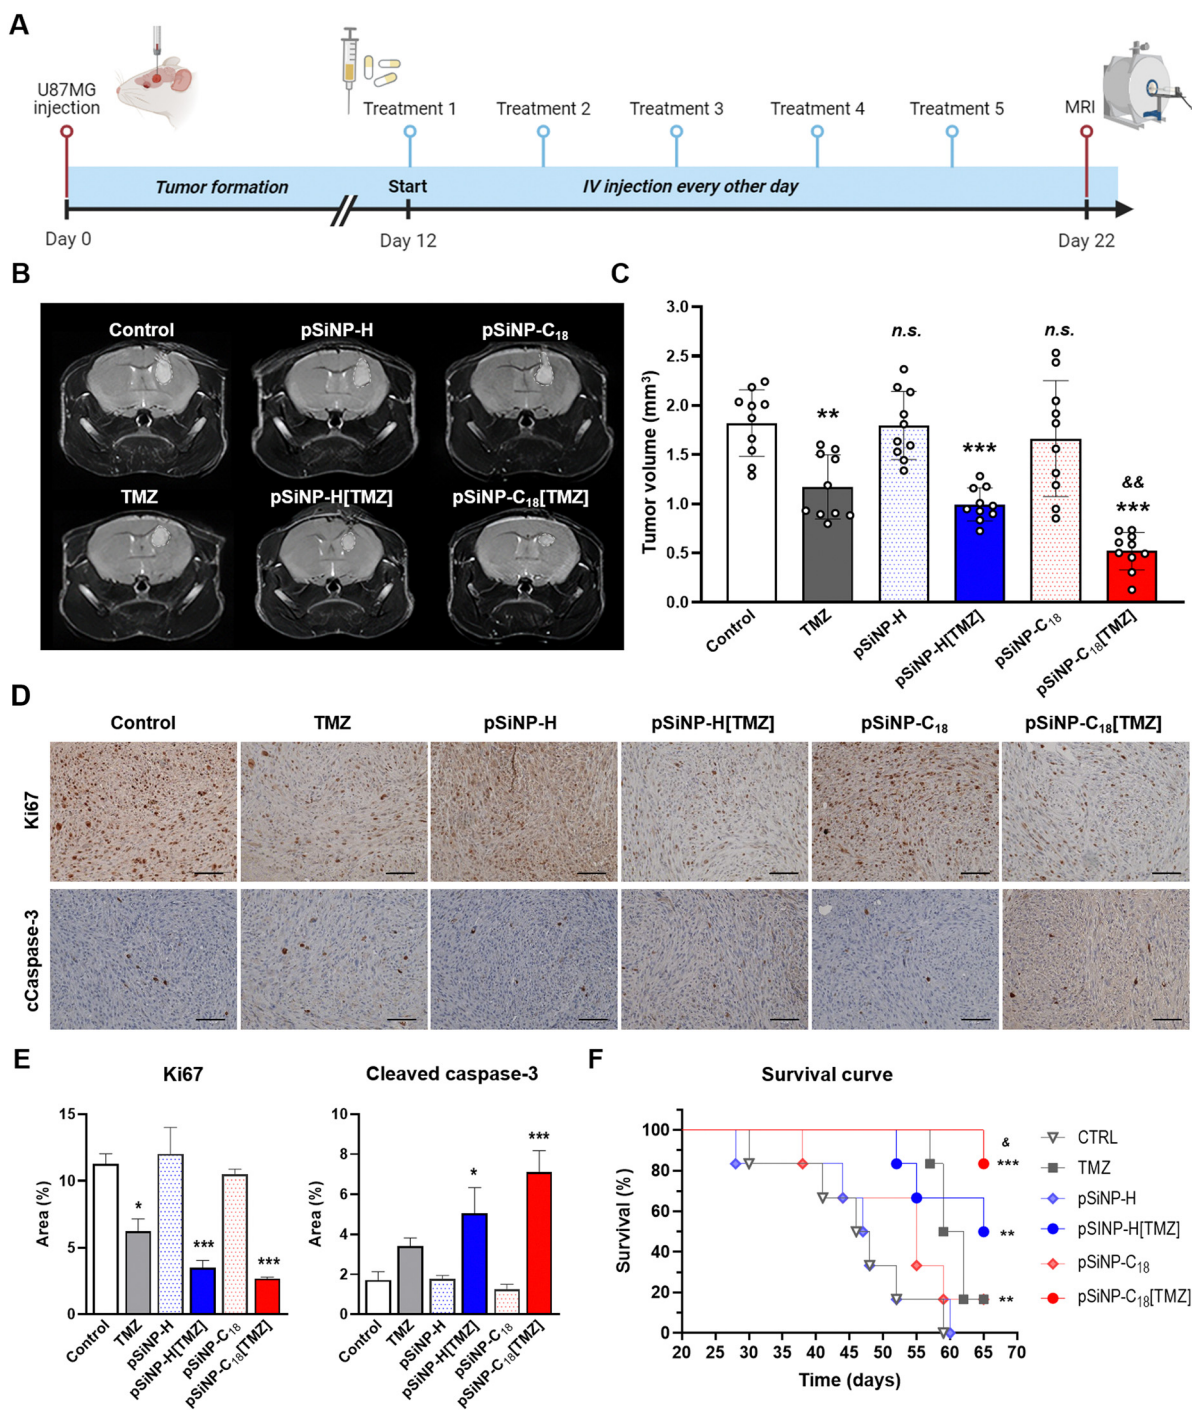 A
U87MG
injection
Treatment 1
Treatment 2
Treatment 3
Treatment 4
Treatment 5
MRI
Tumor formation
Start
IV injection every other day
Day 0
Day 12
Day 22
B
Control
pSiNP-H
pSiNP-C18
TMZ
pSiNP-H[TMZ]
pSiNP-C18[TMZ]
C
Tumor volume (mm³)
3.0
2.5
2.0
1.5
1.0
0.5
0.0
**
n.s.
***
n.s.
&&
***
Control
TMZ
pSiNP-H
pSiNP-H[TMZ]
pSiNP-C18
pSiNP-C18[TMZ]
D
Control
TMZ
pSiNP-H
pSiNP-H[TMZ]
pSiNP-C18
pSiNP-C18[TMZ]
Ki67
cCaspase-3
E
Ki67
Area (%)
15
10
5
0
*
***
***
Control
TMZ
pSiNP-H
pSiNP-H[TMZ]
pSiNP-C18
pSiNP-C18[TMZ]
Cleaved caspase-3
Area (%)
10
8
6
4
2
0
*
***
Control
TMZ
pSiNP-H
pSiNP-H[TMZ]
pSiNP-C18
pSiNP-C18[TMZ]
F
Survival curve
Survival (%)
100
80
60
40
20
0
20 25 30 35 40 45 50 55 60 65 70
Time (days)
&
***
**
**
CTRL
TMZ
pSiNP-H
pSINP-H[TMZ]
pSiNP-C18
pSiNP-C18[TMZ]